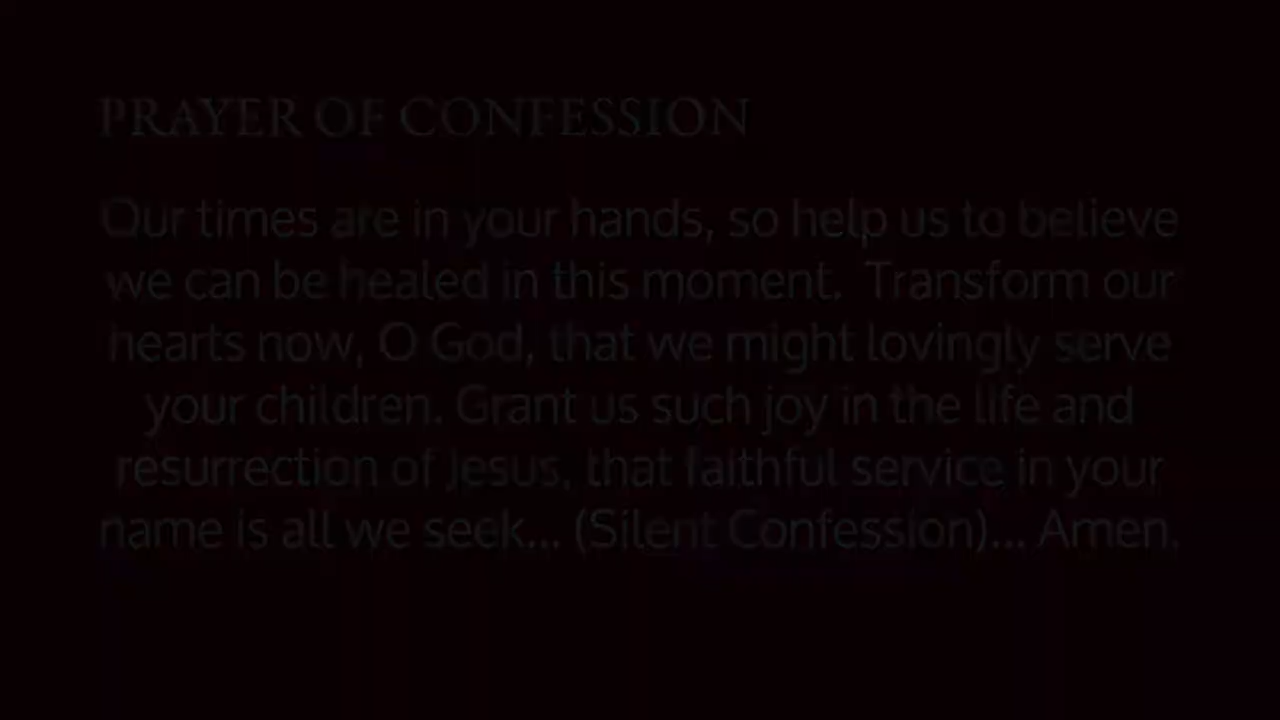 PRAYER OF CONFESSION
Our times are in your hands, so help us to believe
we can be healed in this moment. Transform our
hearts now, O God, that we might lovingly serve
your children. Grant us such joy in the life and
resurrection of Jesus, that faithful service in your
name is all we seek... (Silent Confession)... Amen.